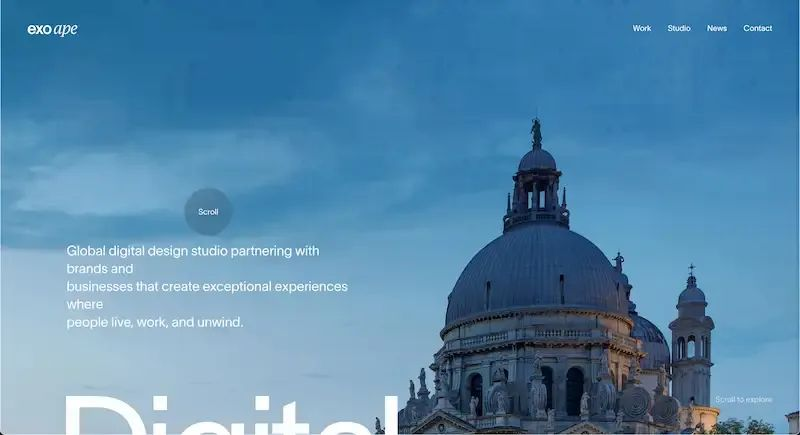 exo ape
Work Studio News Contact
Scroll
Global digital design studio partnering with
brands and
businesses that create exceptional experiences
where
people live, work, and unwind.
Scroll to explore
Digital